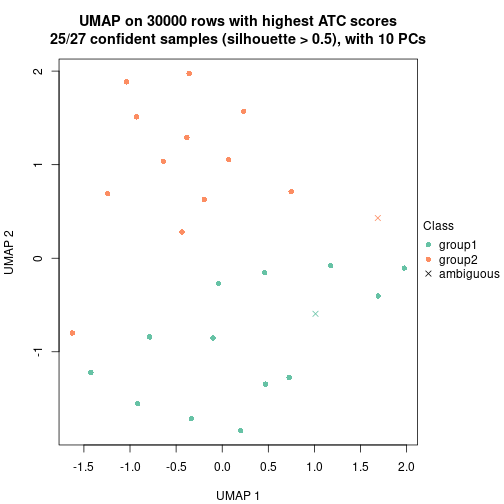 UMAP on 30000 rows with highest ATC scores
25/27 confident samples (silhouette > 0.5), with 10 PCs
UMAP 2
2
1
0
-1
Class
group1
group2
ambiguous
-1.5 -1.0 -0.5 0.0 0.5 1.0 1.5 2.0
UMAP 1